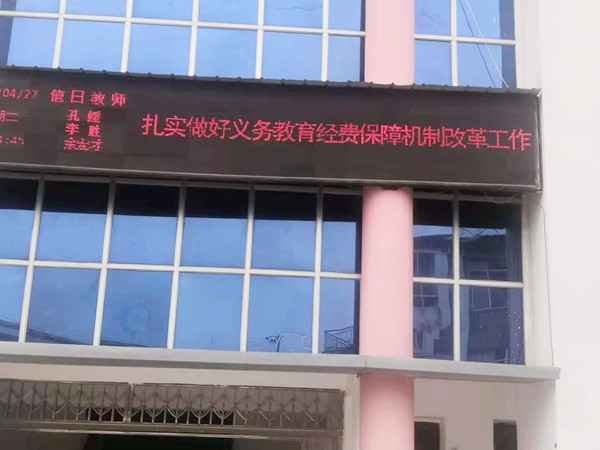 04/27 值日教师
期二
孔 
李 胜
扎实做好义务教育经费保障机制改革工作